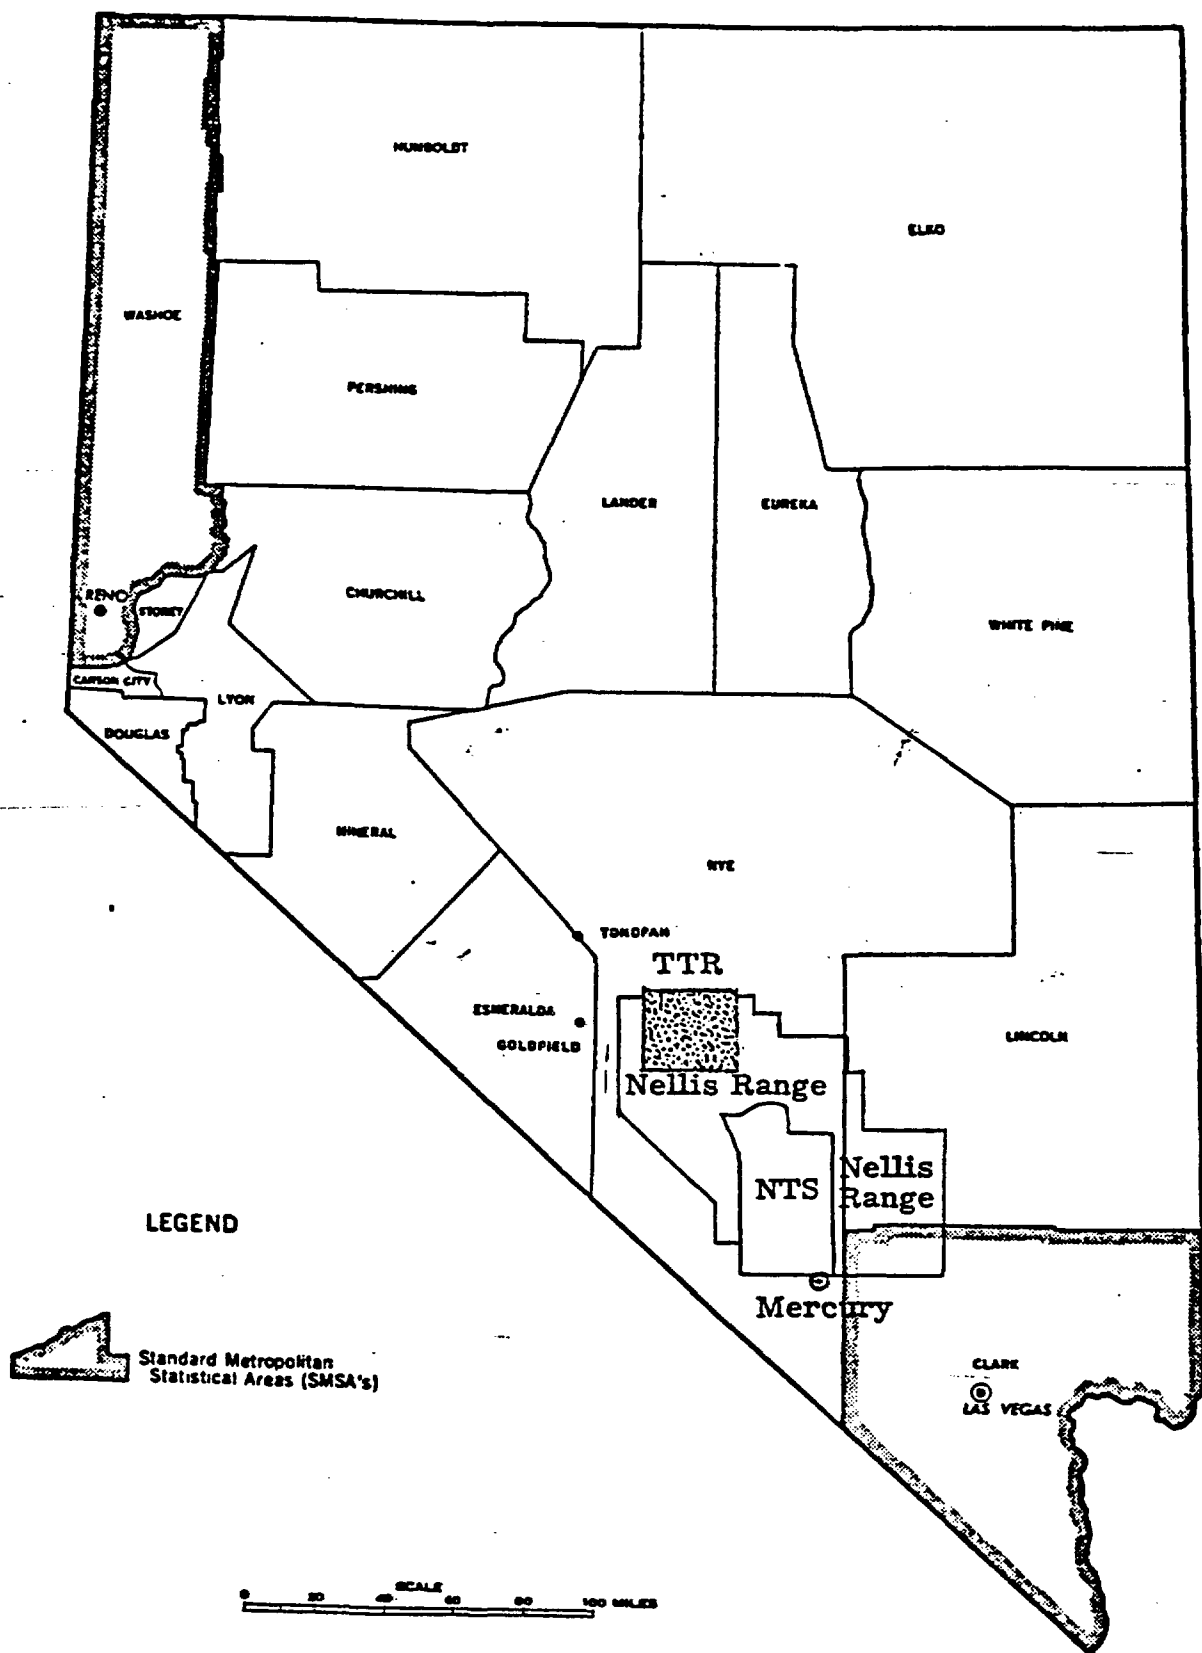 HUMBOLDT
ELKO
WASHOE
PERSHING
LANDER
EUREKA
CHURCHILL
RENO
STOREY
WHITE PINE
CARSON CITY
LYON
DOUGLAS
MINERAL
NYE
TONOPAH
TTR
ESMERALDA
GOLDFIELD
LINCOLN
Nellis Range
NTS
Nellis
Range
LEGEND
Mercury
Standard Metropolitan
Statistical Areas (SMSA's)
CLARK
LAS VEGAS
SCALE
0 20 40 60 80 100 MILES